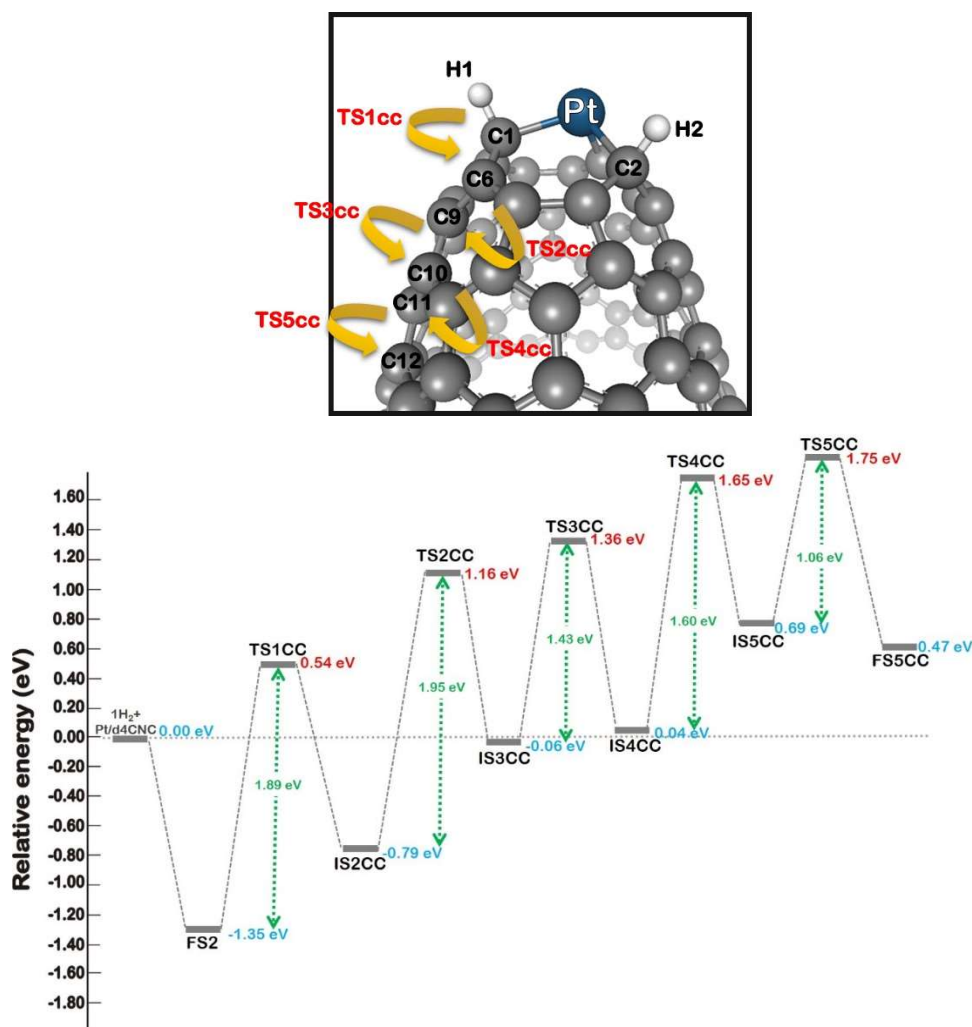 H1
Pt
H2
TS1cc
C1
C6
C2
TS3cc
C9
TS2cc
C10
C11
TS5cc
TS4cc
C12
Relative energy (eV)
1.60
1.40
1.20
1.00
0.80
0.60
0.40
0.20
0.00
-0.20
-0.40
-0.60
-0.80
-1.00
-1.20
-1.40
-1.60
-1.80
1H₂+
Pt/d4CNC
0.00 eV
FS2
-1.35 eV
TS1CC
0.54 eV
1.89 eV
IS2CC
-0.79 eV
TS2CC
1.16 eV
1.95 eV
IS3CC
-0.06 eV
TS3CC
1.36 eV
1.43 eV
IS4CC
0.04 eV
TS4CC
1.65 eV
1.60 eV
IS5CC
0.69 eV
TS5CC
1.75 eV
1.06 eV
FS5CC
0.47 eV